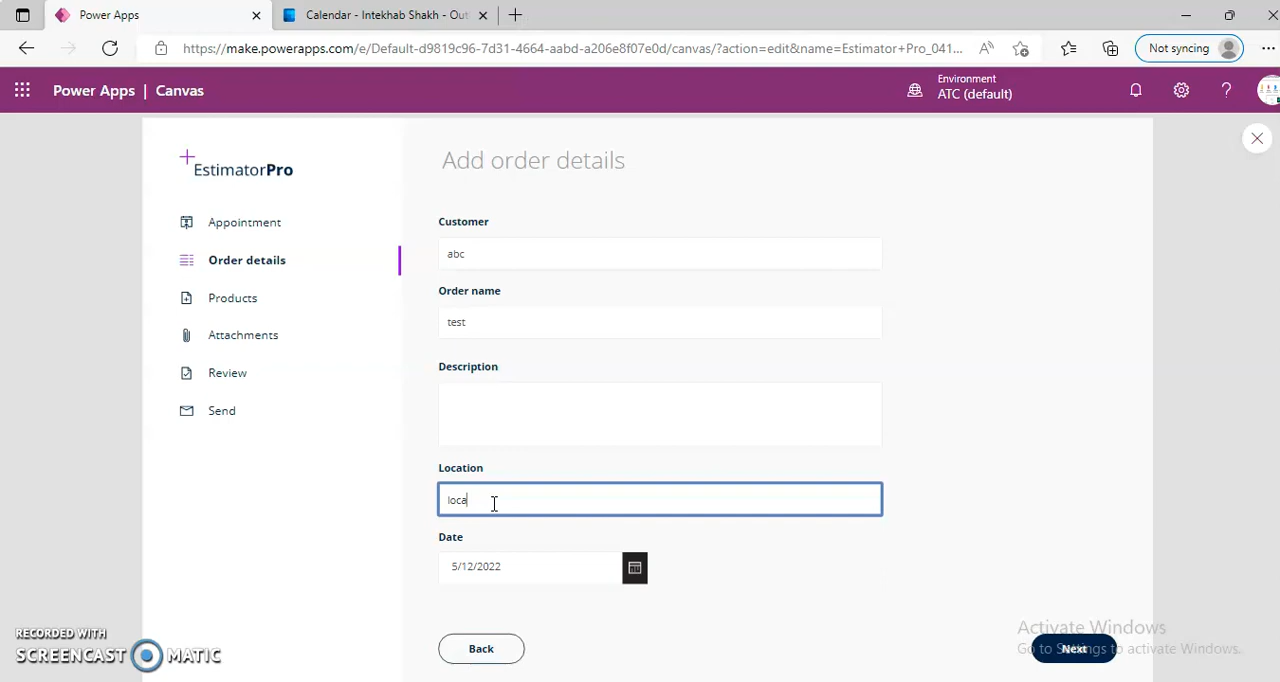 Power Apps
Calendar - Intekhab Shakh - Out
https://make.powerapps.com/e/Default-d9819c96-7d31-4664-aabd-a206e8f07e0d/canvas/?action=edit&name=Estimator+Pro_041...
Not syncing
Power Apps | Canvas
Environment
ATC (default)
EstimatorPro
Appointment
Order details
Products
Attachments
Review
Send
Add order details
Customer
abc
Order name
test
Description
Location
loca
Date
5/12/2022
Back
Next
Activate Windows
Go to Settings to activate Windows.
RECORDED WITH
SCREENCAST MATIC